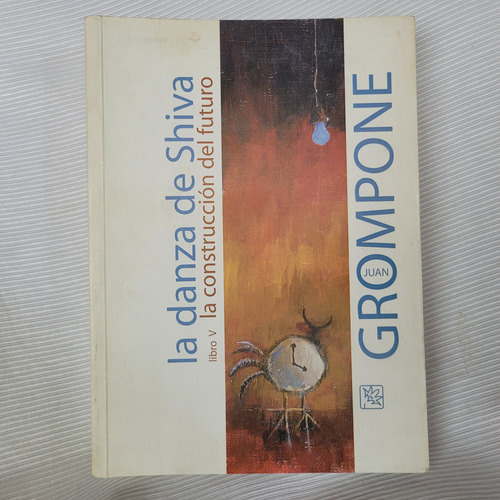 la danza de Shiva
libro V la construcción del futuro
JUAN
GROMPONE